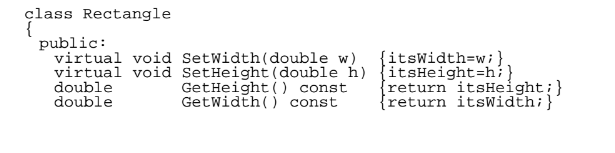 class Rectangle
{
public:
virtual void SetWidth(double w) {itsWidth=w;}
virtual void SetHeight(double h) {itsHeight=h;}
double GetHeight() const {return itsHeight;}
double GetWidth() const {return itsWidth;}